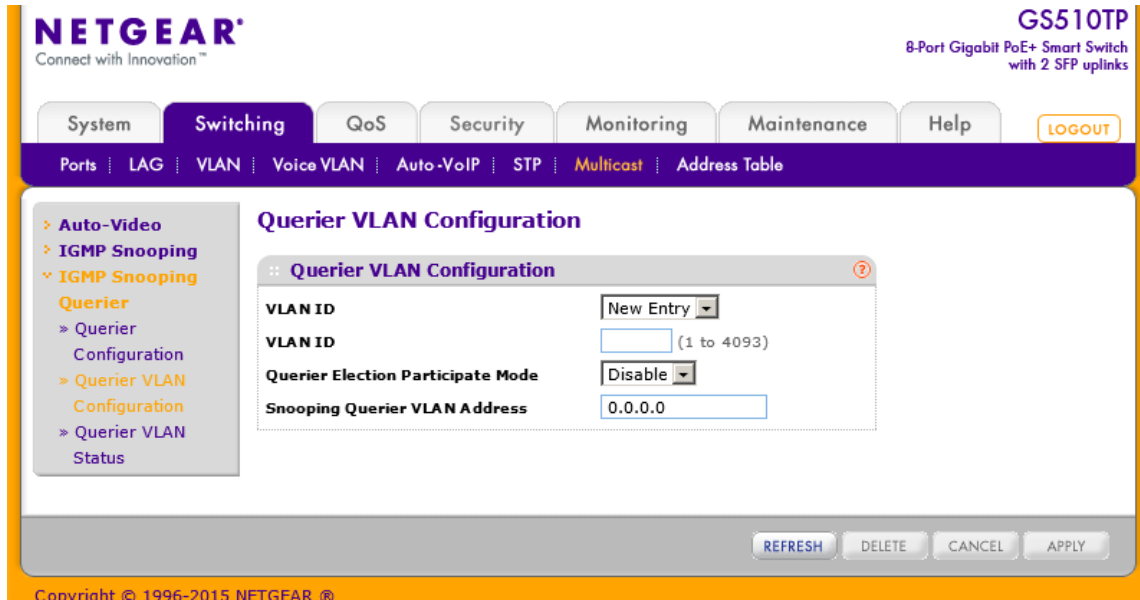 NETGEAR®
Connect with Innovation™
GS510TP
8-Port Gigabit PoE+ Smart Switch
with 2 SFP uplinks
System Switching QoS Security Monitoring Maintenance Help LOGOUT
Ports LAG VLAN Voice VLAN Auto-VoIP STP Multicast Address Table
Auto-Video
IGMP Snooping
IGMP Snooping
Querier
» Querier
Configuration
» Querier VLAN
Configuration
» Querier VLAN
Status
Querier VLAN Configuration
Querier VLAN Configuration ?
VLAN ID New Entry
VLAN ID (1 to 4093)
Querier Election Participate Mode Disable
Snooping Querier VLAN Address 0.0.0.0
REFRESH DELETE CANCEL APPLY
Copyright © 1996-2015 NETGEAR ®